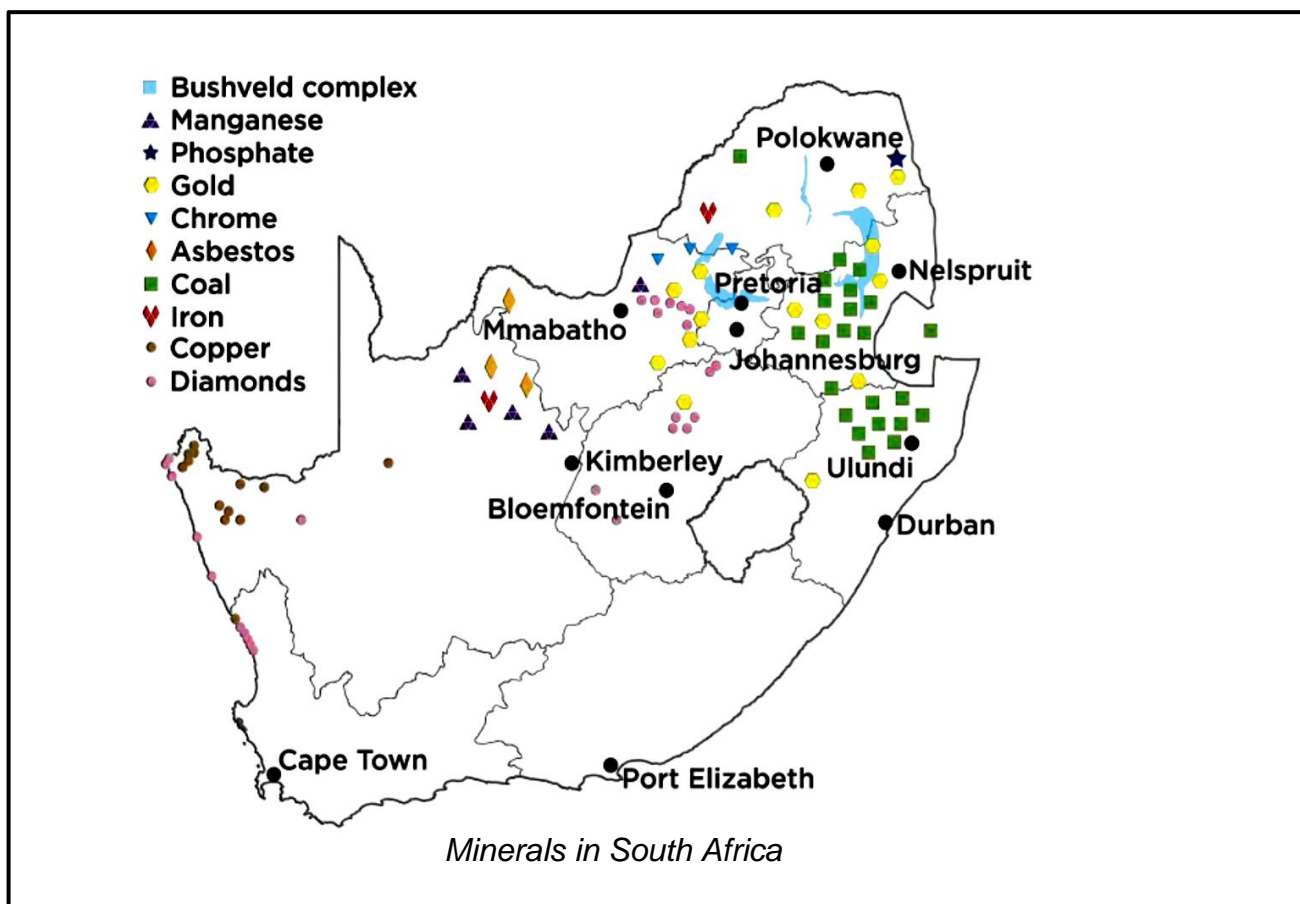 Bushveld complex
Manganese
Phosphate
Gold
Chrome
Asbestos
Coal
Iron
Copper
Diamonds
Polokwane
Nelspruit
Pretoria
Mmabatho
Johannesburg
Kimberley
Ulundi
Bloemfontein
Durban
Cape Town
Port Elizabeth
Minerals in South Africa